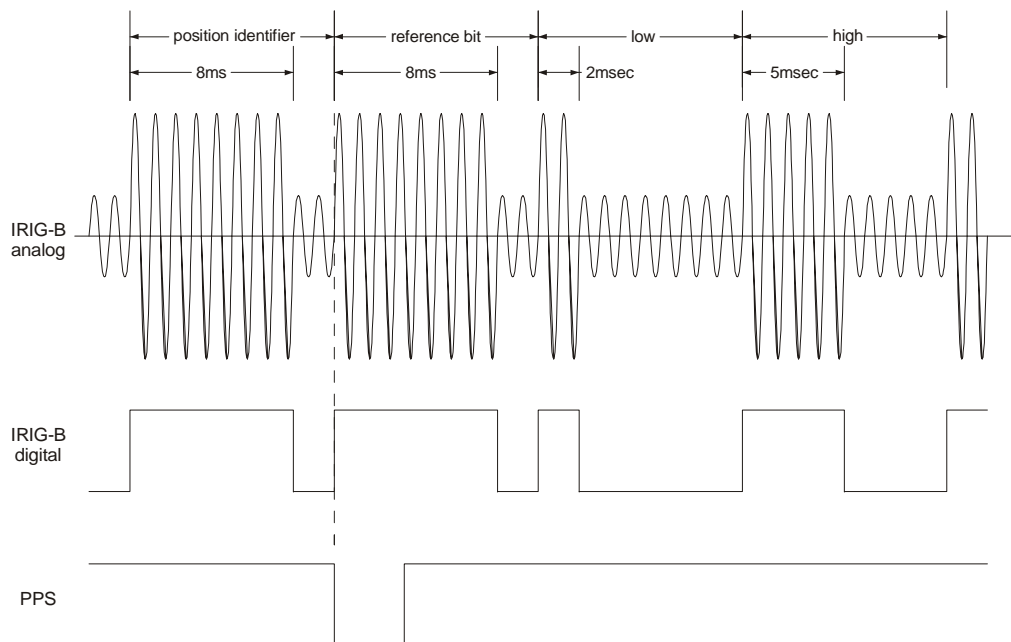 position identifier
reference bit
low
high
8ms
8ms
2msec
5msec
IRIG-B
analog
IRIG-B
digital
PPS